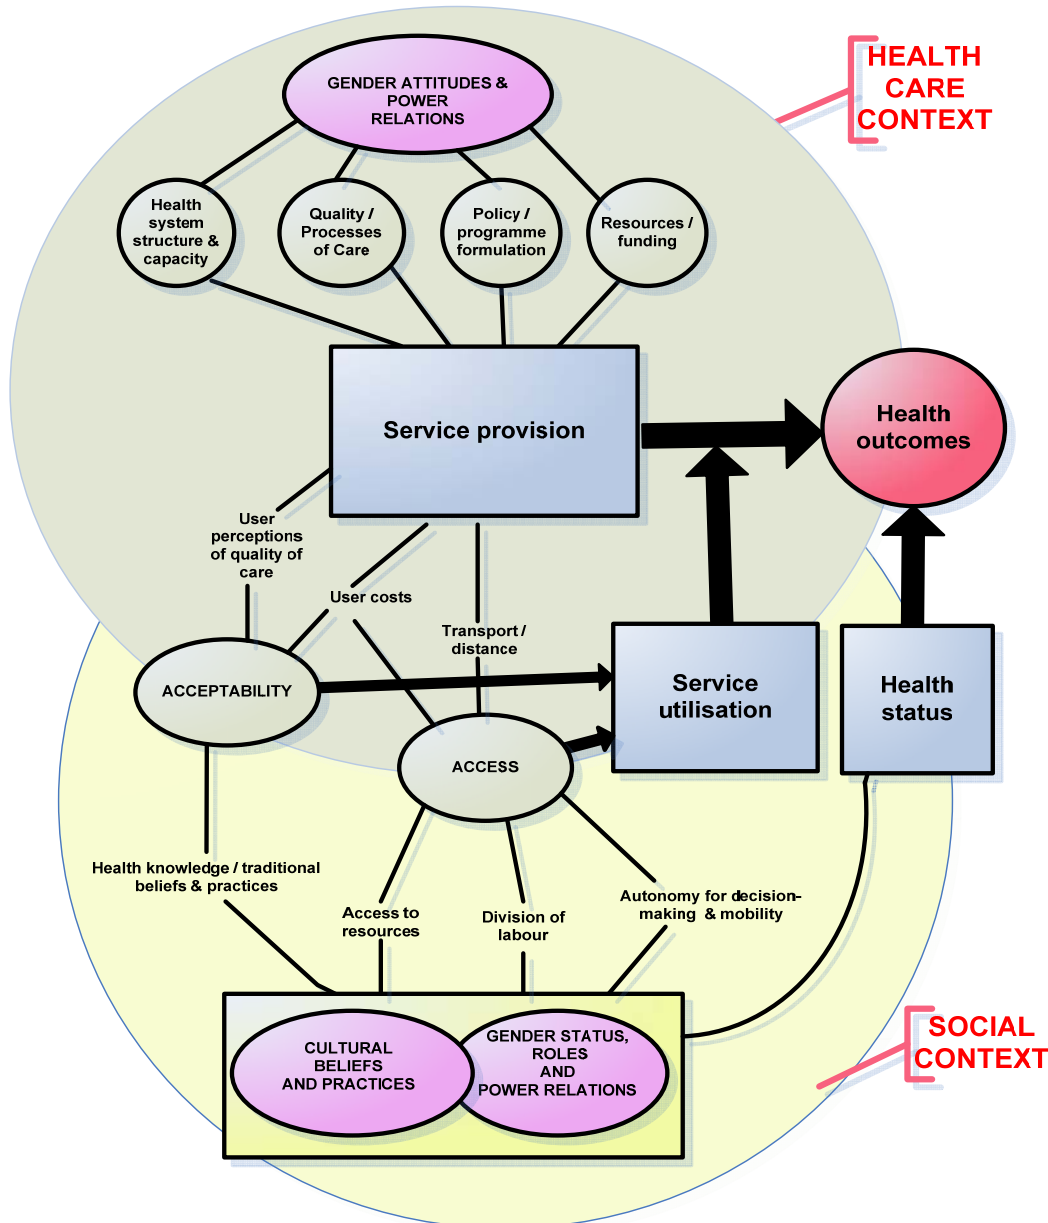 HEALTH
CARE
CONTEXT
GENDER ATTITUDES &
POWER
RELATIONS
Health
system
structure &
capacity
Quality /
Processes
of Care
Policy /
programme
formulation
Resources /
funding
Service provision
Health
outcomes
User
perceptions
of quality of
care
User costs
Transport /
distance
ACCEPTABILITY
Service
utilisation
Health
status
ACCESS
Health knowledge / traditional
beliefs & practices
Access to
resources
Division of
labour
Autonomy for decision-
making & mobility
CULTURAL
BELIEFS
AND PRACTICES
GENDER STATUS,
ROLES
AND
POWER RELATIONS
SOCIAL
CONTEXT